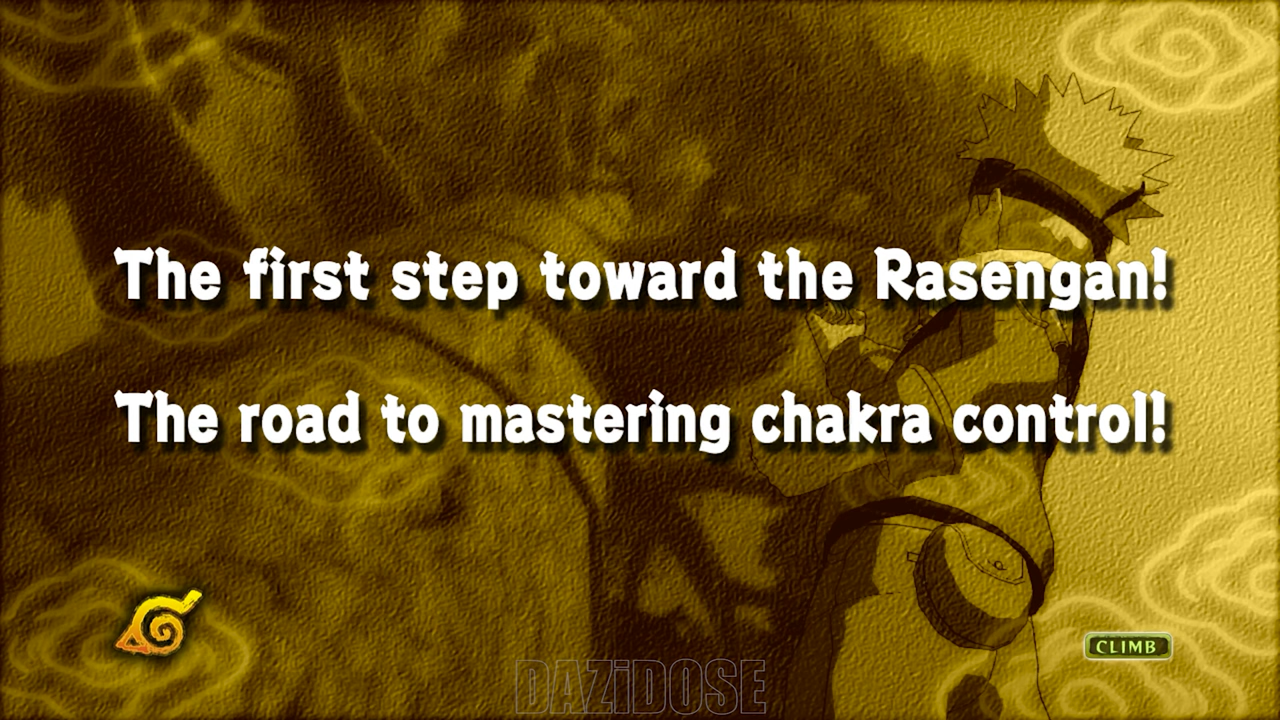 The first step toward the Rasengan!
The road to mastering chakra control!
CLIMB
DAZiDOSE